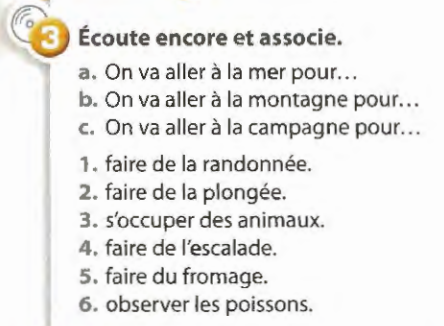 3 Écoute encore et associe.
a. On va aller à la mer pour...
b. On va aller à la montagne pour...
c. On va aller à la campagne pour...
1. faire de la randonnée.
2. faire de la plongée.
3. s'occuper des animaux.
4. faire de l'escalade.
5. faire du fromage.
6. observer les poissons.